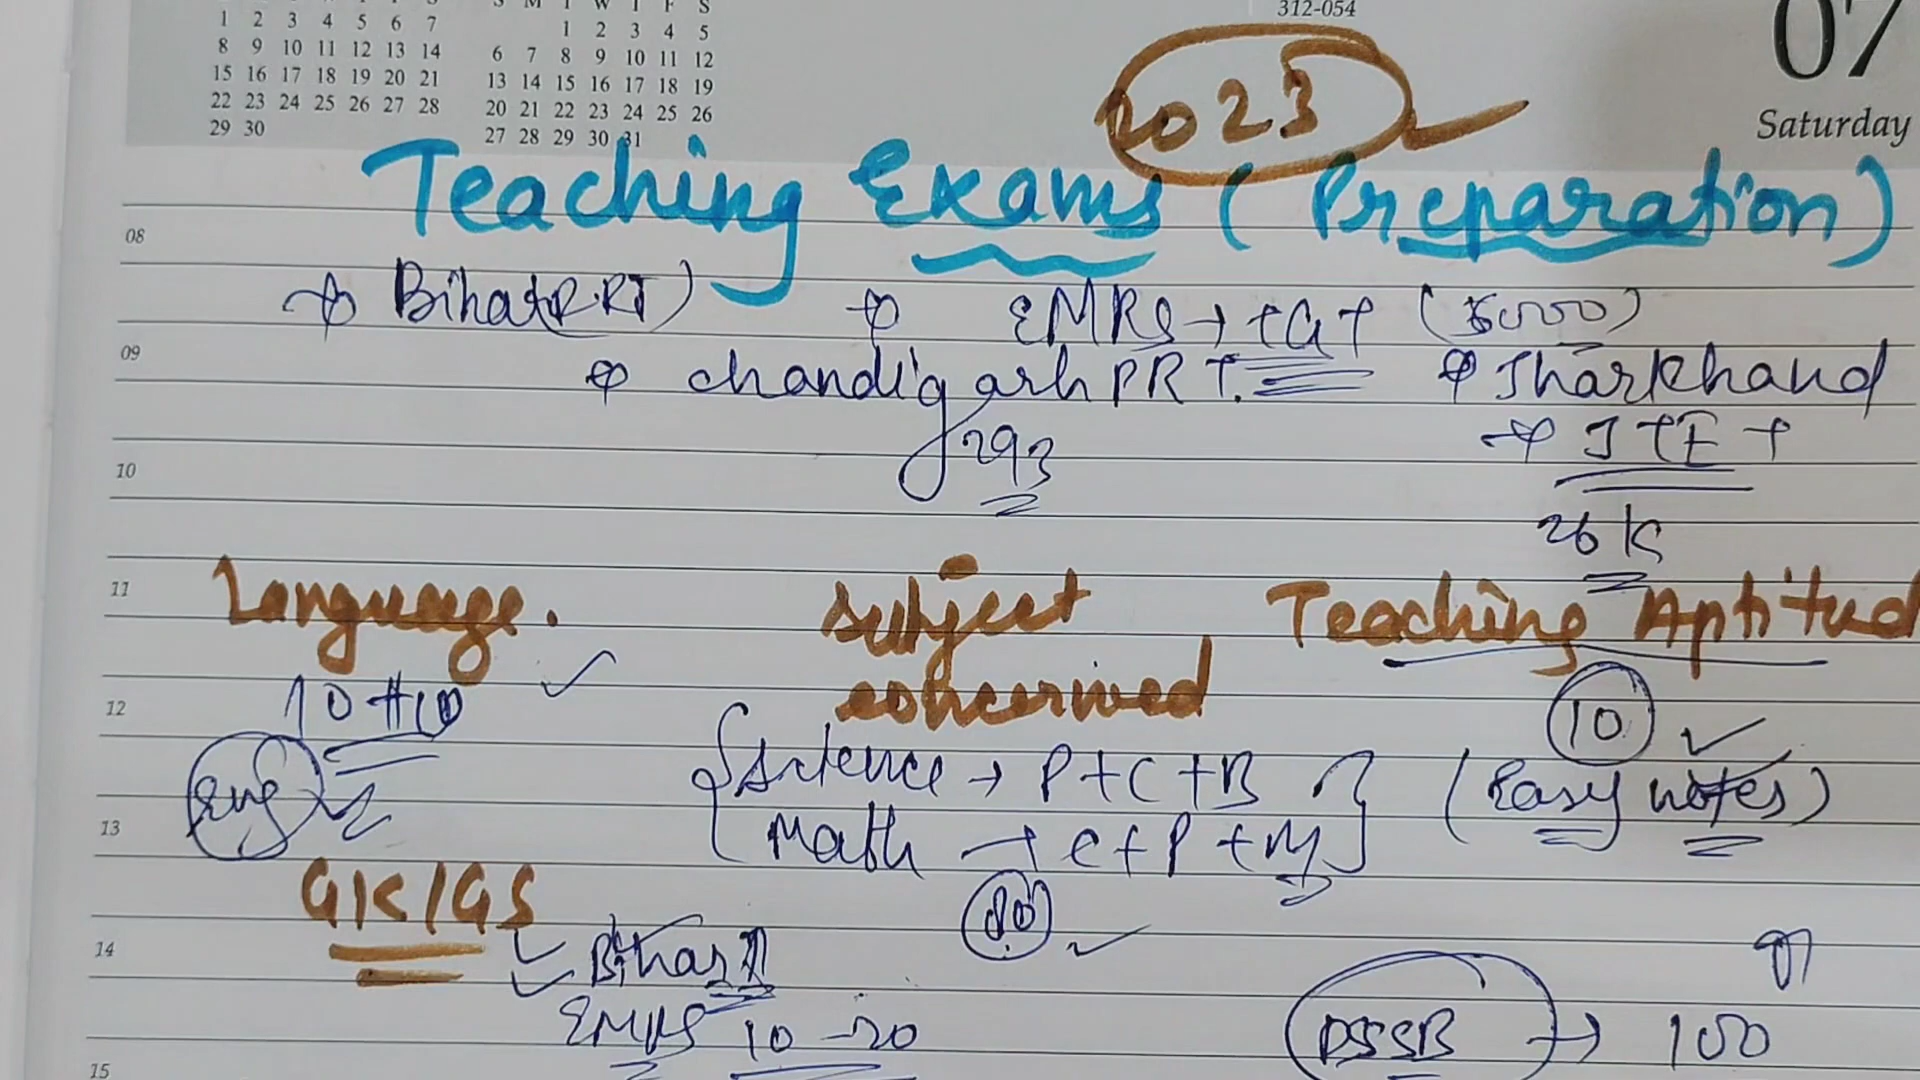 S M T W T F S
1 2 3 4 5 6 7
8 9 10 11 12 13 14
15 16 17 18 19 20 21
22 23 24 25 26 27 28
29 30
1 2 3 4 5
6 7 8 9 10 11 12
13 14 15 16 17 18 19
20 21 22 23 24 25 26
27 28 29 30 31
312-054
07
Saturday
2023
Teaching Exams (Preparation)
08
Bihar EMRS → TGT
09
chandigarh PRT. Jharkhand
293 → JTET
10
26 K
11
Language. Subject concerned Teaching Aptitud
12
10 + 10 10
Eng
Science → P + C + B (Easy notes)
13
Math → C + P + M
80
GK/GS
14
Bihar
EMRS 10 - 20
DSSSB → 100
15